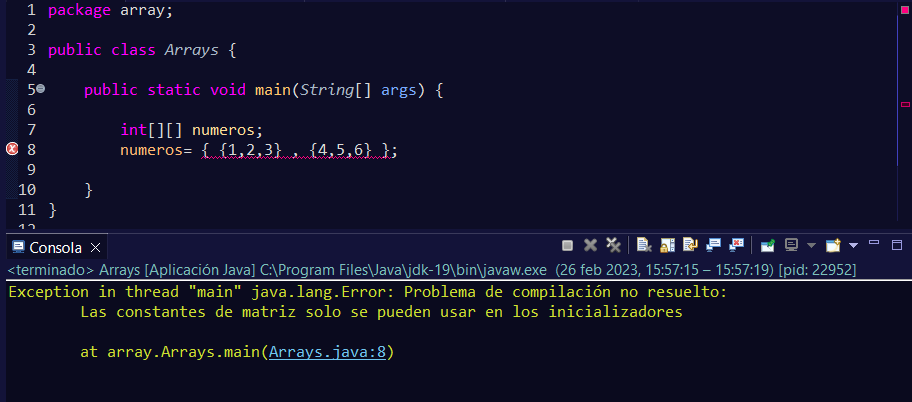 1 package array;
2
3 public class Arrays {
4
5 public static void main(String[] args) {
6
7 int[][] numeros;
8 numeros= { {1,2,3} , {4,5,6} };
9
10 }
11 }
12
Consola
<terminado> Arrays [Aplicación Java] C:\Program Files\Java\jdk-19\bin\javaw.exe (26 feb 2023, 15:57:15 – 15:57:19) [pid: 22952]
Exception in thread "main" java.lang.Error: Problema de compilación no resuelto:
Las constantes de matriz solo se pueden usar en los inicializadores
at array.Arrays.main(Arrays.java:8)